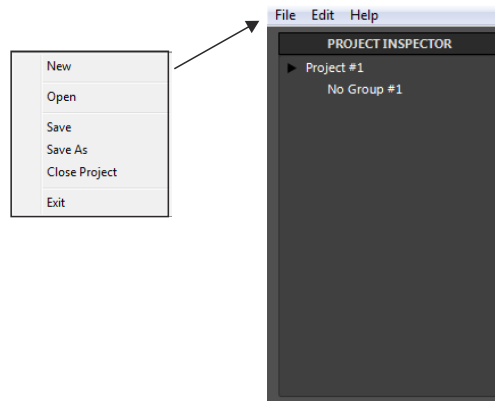 File Edit Help
PROJECT INSPECTOR
Project #1
No Group #1
New
Open
Save
Save As
Close Project
Exit